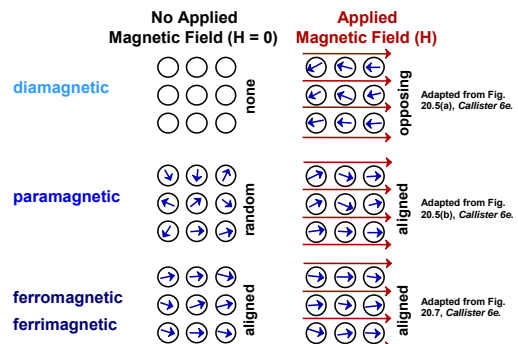 No Applied
Magnetic Field (H = 0)
Applied
Magnetic Field (H)
diamagnetic
none
opposing
Adapted from Fig.
20.5(a), Callister 6e.
paramagnetic
random
aligned
Adapted from Fig.
20.5(b), Callister 6e.
ferromagnetic
ferrimagnetic
aligned
aligned
Adapted from Fig.
20.7, Callister 6e.